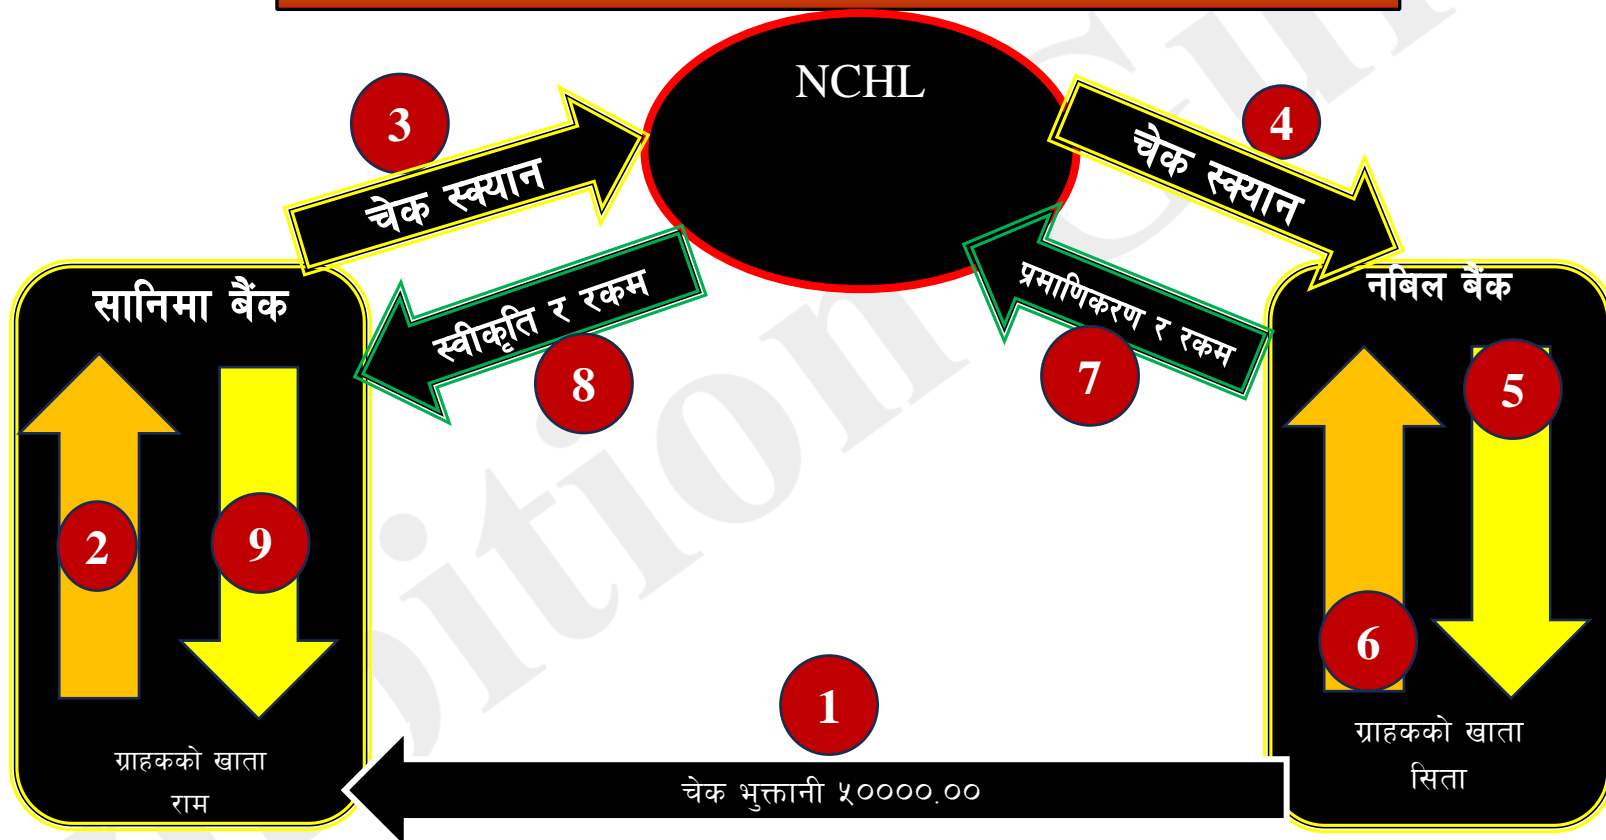 NCHL
3
चेक स्क्यान
4
चेक स्क्यान
स्वीकृति र रकम
8
प्रमाणिकरण र रकम
7
सानिमा बैंक
2
9
ग्राहकको खाता
राम
नबिल बैंक
5
6
ग्राहकको खाता
सिता
1
चेक भुक्तानी ५००००.००